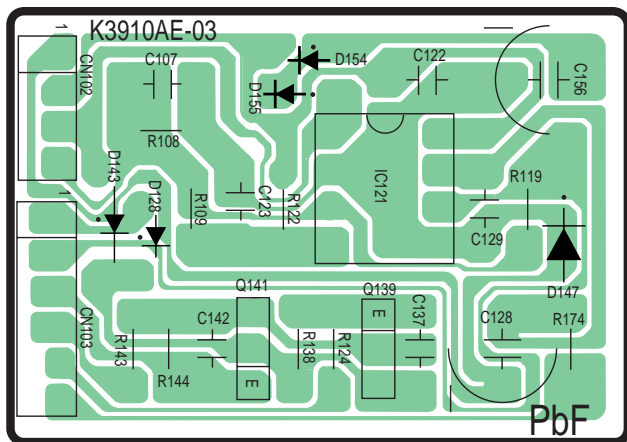 K3910AE-03
1
CN102
C107
D154
D155
C122
C156
R108
D143
D128
IC121
R109
C123
R122
R119
C129
1
D147
CN103
Q141
Q139
E
C142
C137
C128
R174
R143
R144
R138
R124
E
PbF